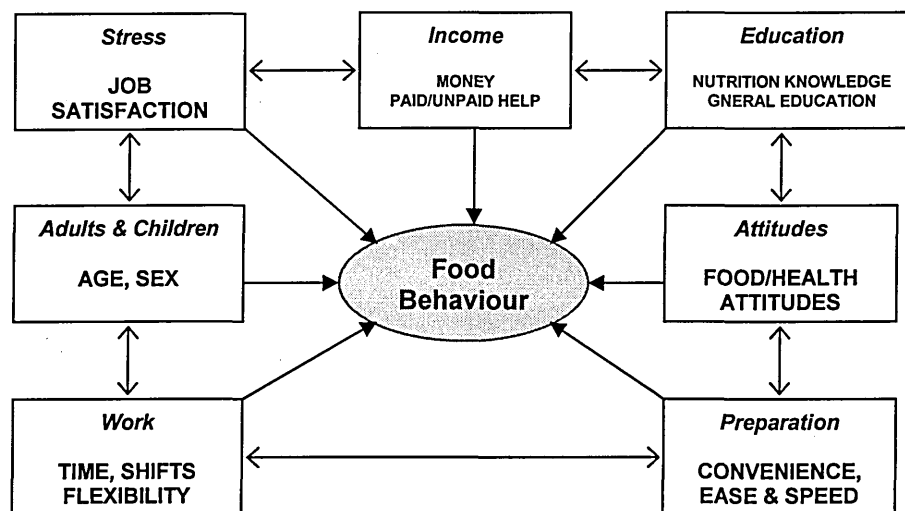 Stress
JOB
SATISFACTION
Income
MONEY
PAID/UNPAID HELP
Education
NUTRITION KNOWLEDGE
GNERAL EDUCATION
Adults & Children
AGE, SEX
Food
Behaviour
Attitudes
FOOD/HEALTH
ATTITUDES
Work
TIME, SHIFTS
FLEXIBILITY
Preparation
CONVENIENCE,
EASE & SPEED